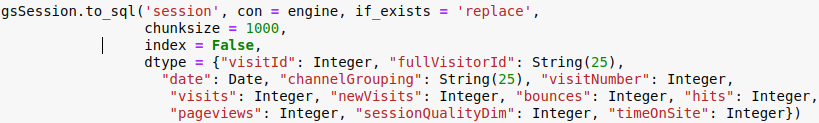 gsSession.to_sql('session', con = engine, if_exists = 'replace',
chunksize = 1000,
index = False,
dtype = {"visitId": Integer, "fullVisitorId": String(25),
"date": Date, "channelGrouping": String(25), "visitNumber": Integer,
"visits": Integer, "newVisits": Integer, "bounces": Integer, "hits": Integer,
"pageviews": Integer, "sessionQualityDim": Integer, "timeOnSite": Integer})